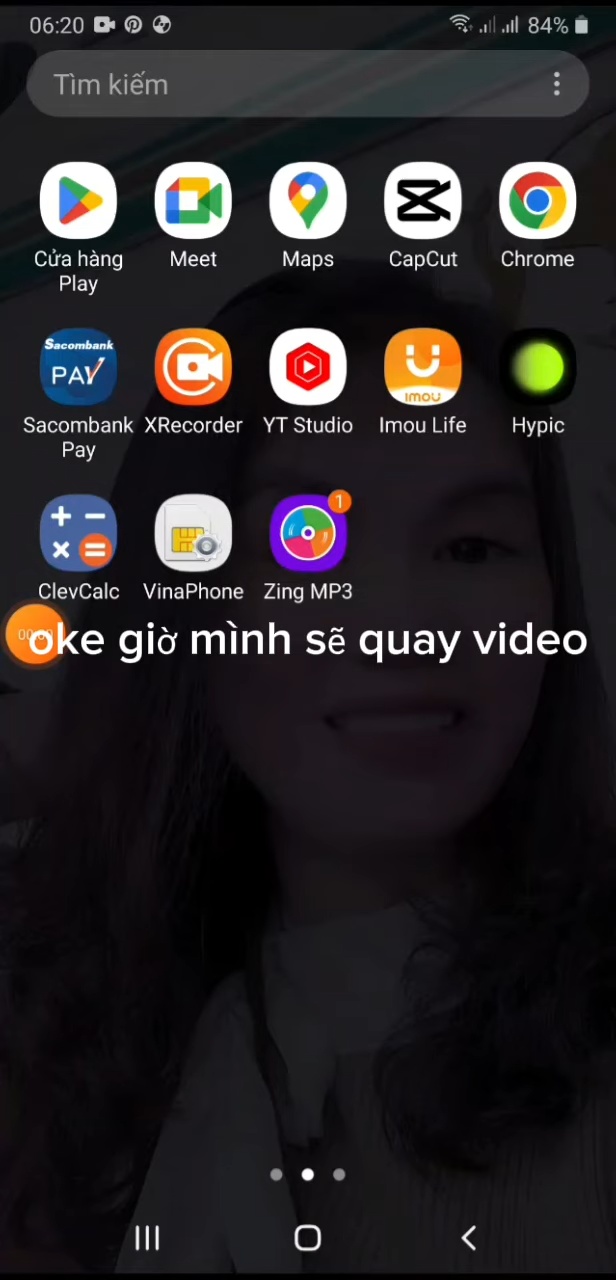 06:20 84%
Tìm kiếm
Cửa hàng Play Meet Maps CapCut Chrome
Sacombank
PAY
imou
Sacombank Pay XRecorder YT Studio Imou Life Hypic
1
ClevCalc VinaPhone Zing MP3
oke giờ mình sẽ quay video